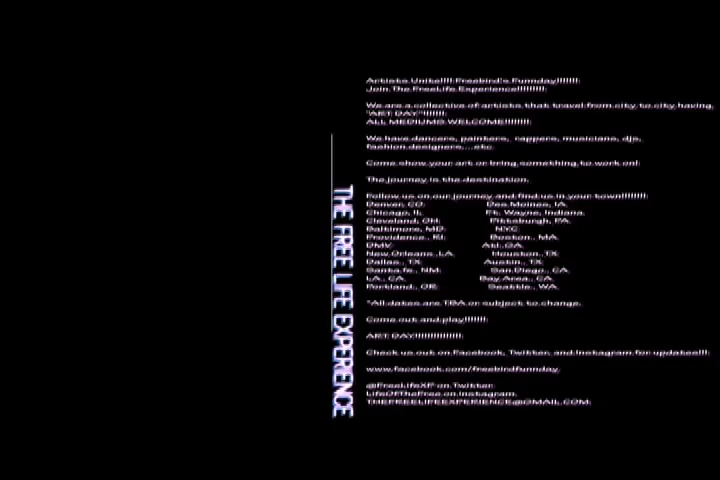 Artists Unite!!!! Freebird's Funnday!!!!!!!
Join The FreeLife Experience!!!!!!!!!
We are a collective of artists that travel from city to city having
"ART DAY"!!!!!!!
ALL MEDIUMS WELCOME!!!!!!!!
We have dancers, painters, rappers, musicians, djs,
fashion designers....etc
Come show your art or bring something to work on!
The journey is the destination.
Follow us on our journey and find us in your town!!!!!!!!!
Denver, CO Des Moines, IA
Chicago, IL Ft. Wayne, Indiana
Cleveland, OH Pittsburgh, PA
Baltimore, MD NYC
Providence, RI Boston, MA
DMV Atl, GA
New Orleans, LA Houston, TX
Dallas, TX Austin, TX
Santa fe, NM San Diego, CA
LA, CA Bay Area, CA
Portland, OR Seattle, WA
*All dates are TBA or subject to change.
Come out and play!!!!!!!
ART DAY!!!!!!!!!!!!!!!
Check us out on Facebook, Twitter, and Instagram for updates!!!!
www.facebook.com/freebirdfunnday
@FreeLifeXP on Twitter
LifeOfTheFree on Instagram
THEFREELIFEEXPERIENCE@GMAIL.COM
THE FREE LIFE EXPERIENCE